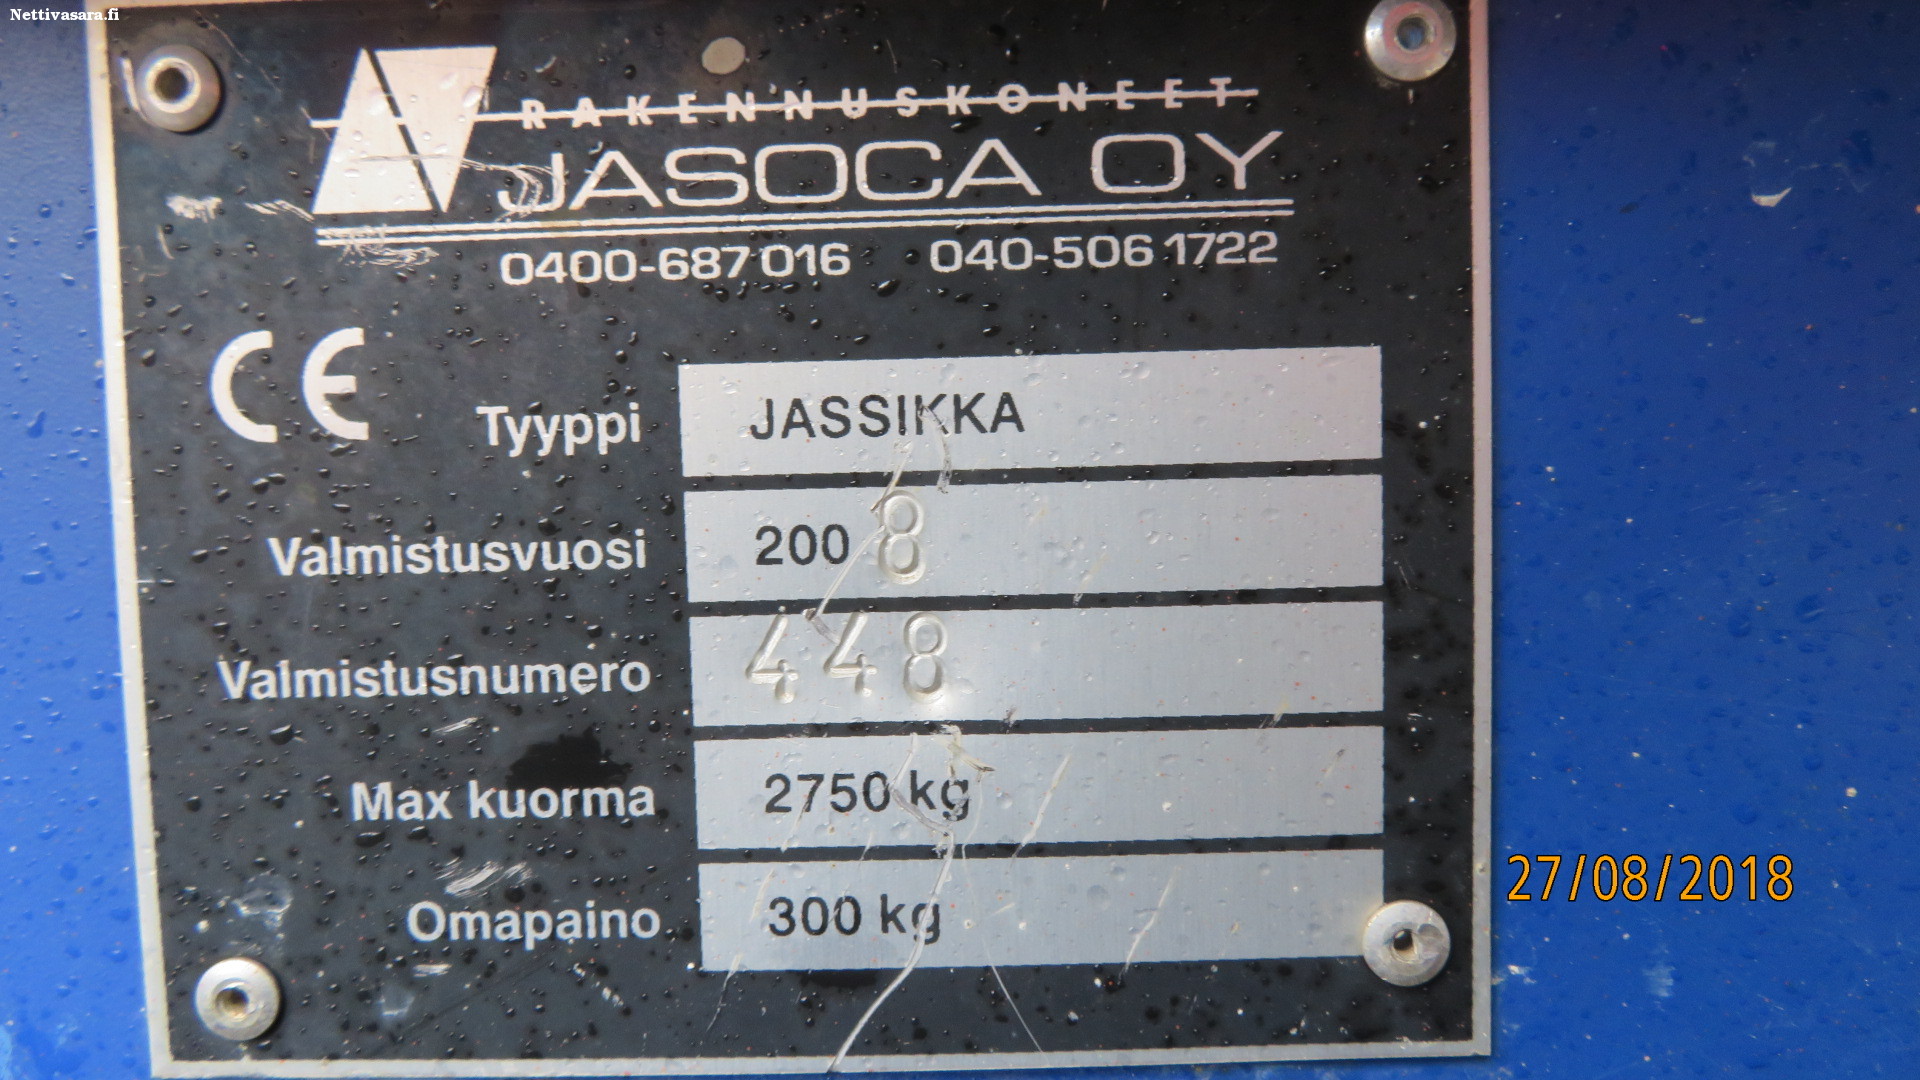 Nettivasara.fi
RAKENNUSKONEET
JASOCA OY
0400-687 016 040-506 1722
CE
Tyyppi JASSIKKA
Valmistusvuosi 2008
Valmistusnumero 448
Max kuorma 2750 kg
Omapaino 300 kg
27/08/2018